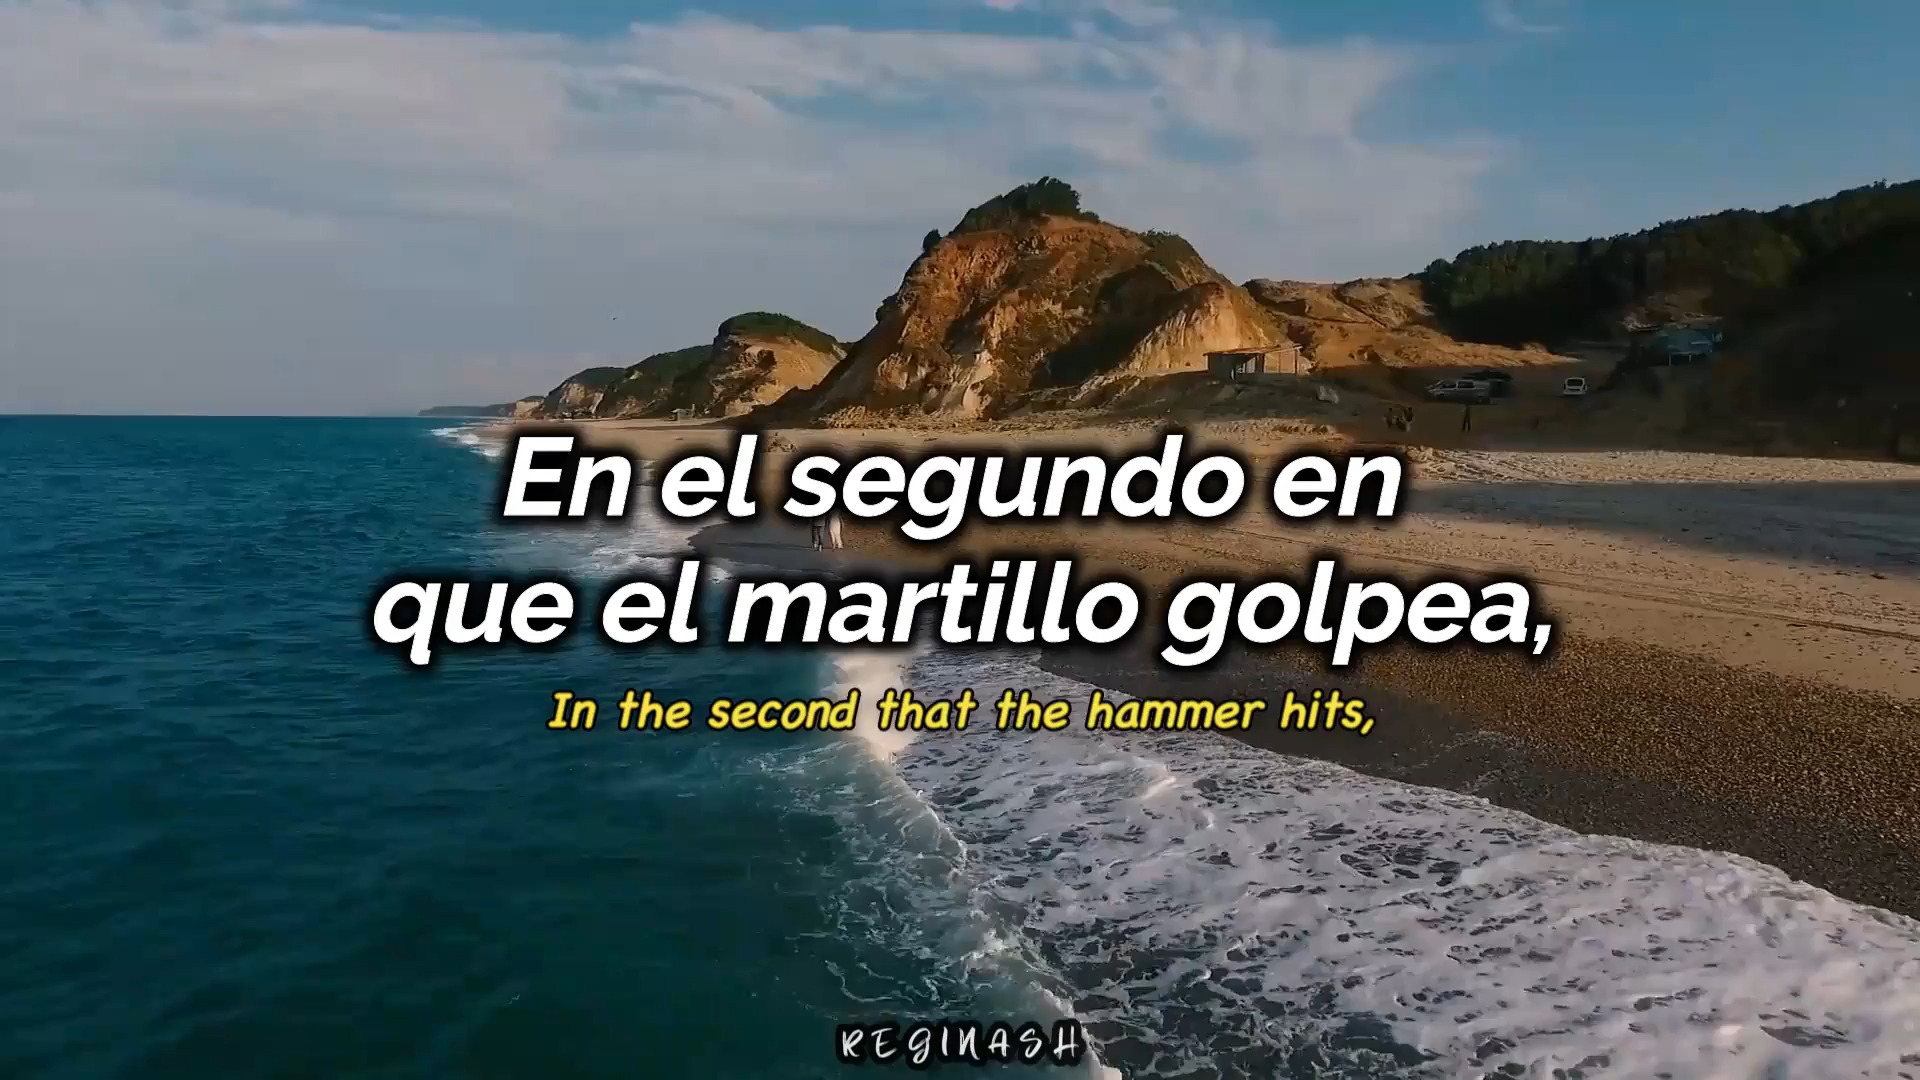 En el segundo en
que el martillo golpea,
In the second that the hammer hits,
REGINASH